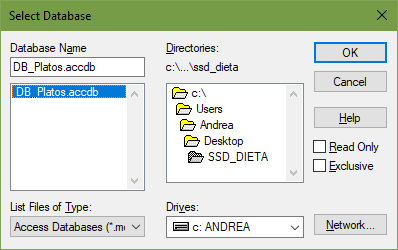 Select Database
Database Name
DB_Platos.accdb
DB_Platos.accdb
List Files of Type:
Access Databases (*.m
Directories:
c:\...\ssd_dieta
c:\
Users
Andrea
Desktop
SSD_DIETA
Drives:
c: ANDREA
OK
Cancel
Help
Read Only
Exclusive
Network...